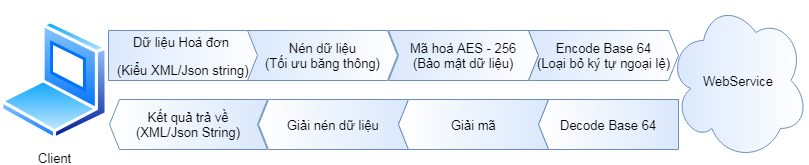 Dữ liệu Hoá đơn
(Kiểu XML/Json string)
Nén dữ liệu
(Tối ưu băng thông)
Mã hoá AES - 256
(Bảo mật dữ liệu)
Encode Base 64
(Loại bỏ ký tự ngoại lệ)
WebService
Kết quả trả về
(XML/Json String)
Giải nén dữ liệu
Giải mã
Decode Base 64
Client